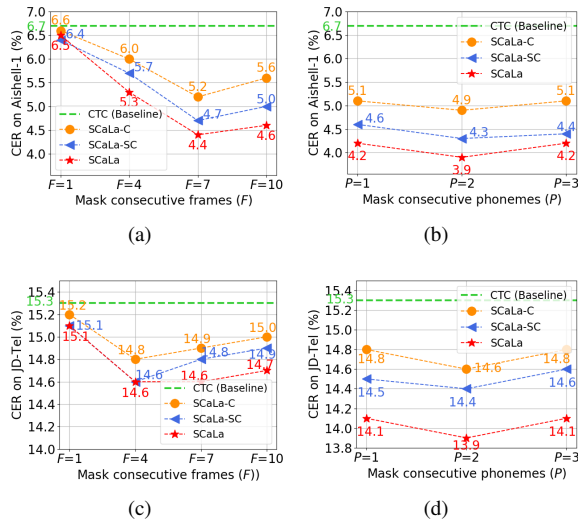 CER on Aishell-1 (%)
7.0
6.5
6.0
5.5
5.0
4.5
4.0
6.7
6.6
6.4
6.5
6.0
5.7
5.3
5.2
4.7
4.4
5.6
5.0
4.6
CTC (Baseline)
SCaLa-C
SCaLa-SC
SCaLa
F=1 F=4 F=7 F=10
Mask consecutive frames (F)
(a)
CER on Aishell-1 (%)
7.0
6.5
6.0
5.5
5.0
4.5
4.0
6.7
CTC (Baseline)
SCaLa-C
SCaLa-SC
SCaLa
5.1
4.9
5.1
4.6
4.3
4.4
4.2
3.9
4.2
P=1 P=2 P=3
Mask consecutive phonemes (P)
(b)
CER on JD-Tel (%)
15.4
15.2
15.0
14.8
14.6
14.4
14.2
14.0
15.3
15.2
15.1
15.1
14.8
14.6
14.6
14.9
14.8
14.6
15.0
14.9
14.7
CTC (Baseline)
SCaLa-C
SCaLa-SC
SCaLa
F=1 F=4 F=7 F=10
Mask consecutive frames (F))
(c)
CER on JD-Tel (%)
15.4
15.2
15.0
14.8
14.6
14.4
14.2
14.0
13.8
15.3
CTC (Baseline)
SCaLa-C
SCaLa-SC
SCaLa
14.8
14.6
14.8
14.5
14.4
14.6
14.1
13.9
14.1
P=1 P=2 P=3
Mask consecutive phonemes (P)
(d)